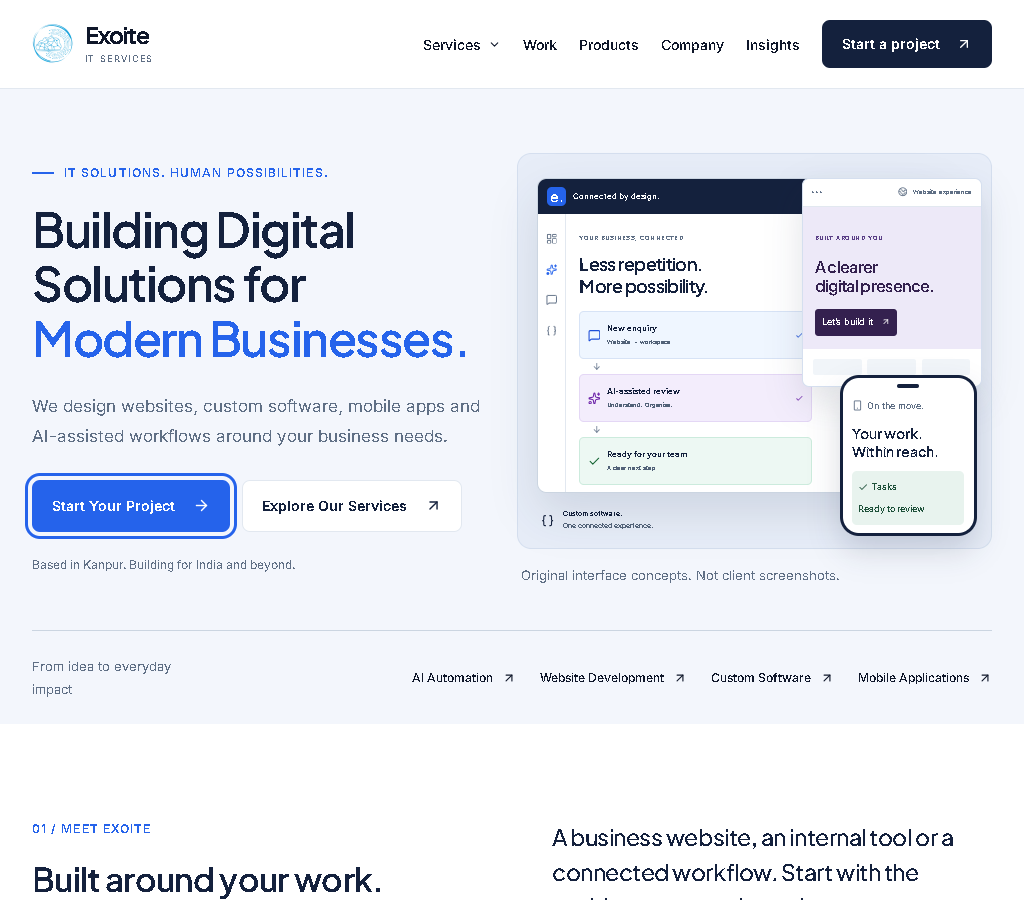 Exoite
IT SERVICES
Services
Work
Products
Company
Insights
Start a project
IT SOLUTIONS. HUMAN POSSIBILITIES.
Building Digital
Solutions for
Modern Businesses.
We design websites, custom software, mobile apps and
AI-assisted workflows around your business needs.
Start Your Project
Explore Our Services
Based in Kanpur. Building for India and beyond.
e.
Connected by design.
YOUR BUSINESS, CONNECTED
Less repetition.
More possibility.
New enquiry
Website → workspace
AI-assisted review
Understand. Organise.
Ready for your team
A clear next step
Website experience
BUILT AROUND YOU
A clearer
digital presence.
Let's build it
On the move.
Your work.
Within reach.
Tasks
Ready to review
{ } Custom software.
One connected experience.
Original interface concepts. Not client screenshots.
From idea to everyday
impact
AI Automation
Website Development
Custom Software
Mobile Applications
01 / MEET EXOITE
Built around your work.
A business website, an internal tool or a
connected workflow. Start with the